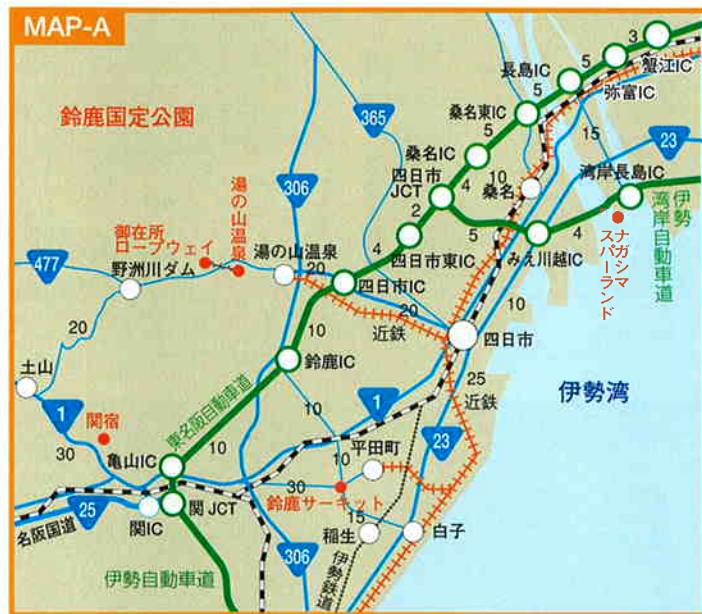 MAP-A
3
5
蟹江IC
長島IC
弥富IC
5
桑名東IC
15
365
鈴鹿国定公園
5
桑名IC
23
10
四日市
JCT
4
桑名
湾岸長島IC
306
2
伊勢
湾岸自動車道
湯の山温泉
御在所
ロープウェイ
4
5
4
四日市東IC
みえ川越IC
ナガシマ
スパーランド
477
湯の山温泉
20
野洲川ダム
四日市IC
10
20
近鉄
四日市
20
10
鈴鹿IC
土山
25
近鉄
伊勢湾
1
1
関宿
東名阪自動車道
10
10
23
平田町
30
亀山IC
10
30
鈴鹿サーキット
25
名阪国道
関IC
関JCT
15
稲生
白子
306
伊勢鉄道
伊勢自動車道